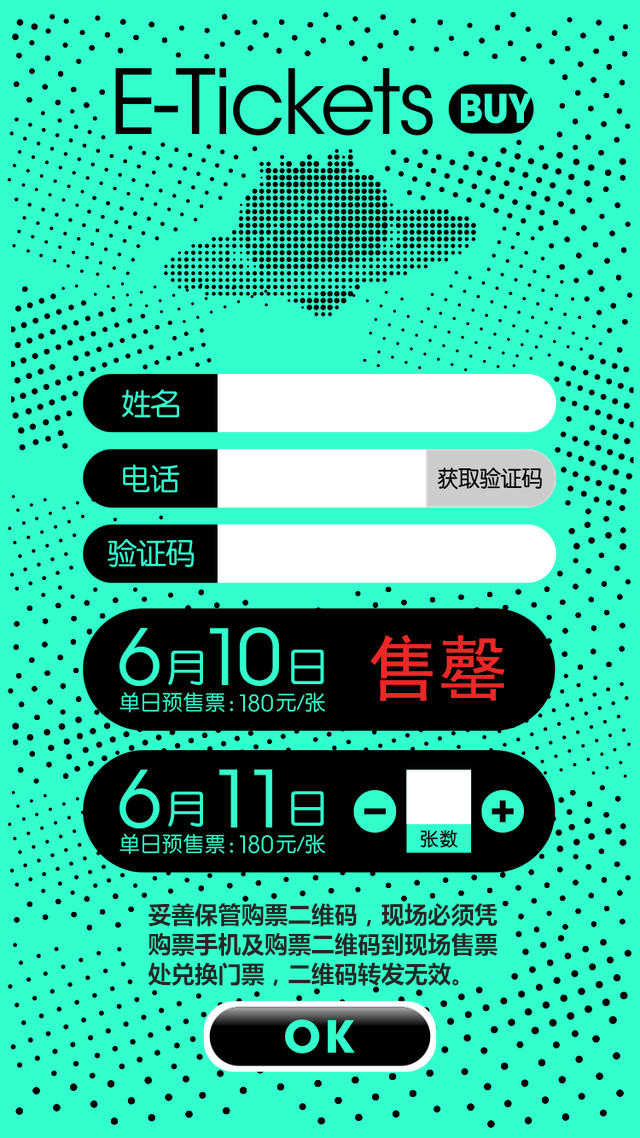 E-Tickets BUY
姓名
电话 获取验证码
验证码
6月10日 售罄
单日预售票:180元/张
6月11日 − +
单日预售票:180元/张 张数
妥善保管购票二维码，现场必须凭
购票手机及购票二维码到现场售票
处兑换门票，二维码转发无效。
OK